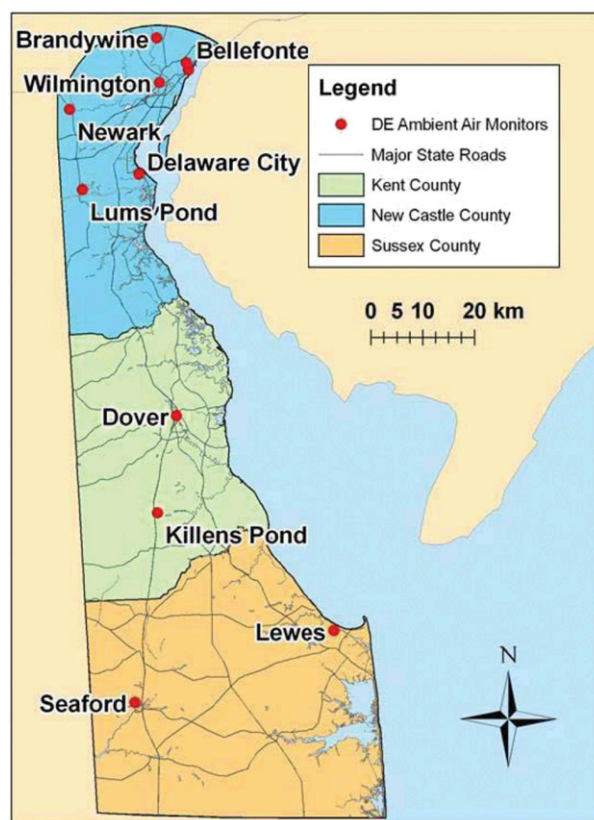 Brandywine
Bellefonte
Wilmington
Newark
Delaware City
Lums Pond
Dover
Killens Pond
Lewes
Seaford
Legend
DE Ambient Air Monitors
Major State Roads
Kent County
New Castle County
Sussex County
0 5 10 20 km
N